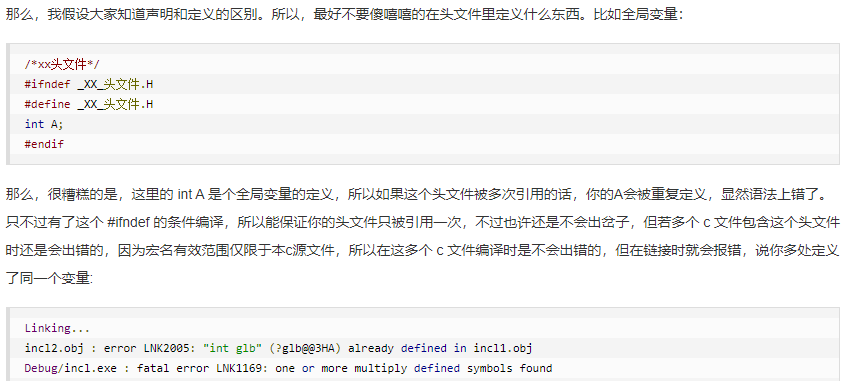 那么，我假设大家知道声明和定义的区别。所以，最好不要傻嘻嘻的在头文件里定义什么东西。比如全局变量：
/*xx头文件*/
#ifndef _XX_头文件.H
#define _XX_头文件.H
int A;
#endif
那么，很糟糕的是，这里的 int A 是个全局变量的定义，所以如果这个头文件被多次引用的话，你的A会被重复定义，显然语法上错了。
只不过有了这个 #ifndef 的条件编译，所以能保证你的头文件只被引用一次，不过也许还是不会出岔子，但若多个 c 文件包含这个头文件
时还是会出错的，因为宏名有效范围仅限于本c源文件，所以在这多个 c 文件编译时是不会出错的，但在链接时就会报错，说你多处定义
了同一个变量:
Linking...
incl2.obj : error LNK2005: "int glb" (?glb@@3HA) already defined in incl1.obj
Debug/incl.exe : fatal error LNK1169: one or more multiply defined symbols found